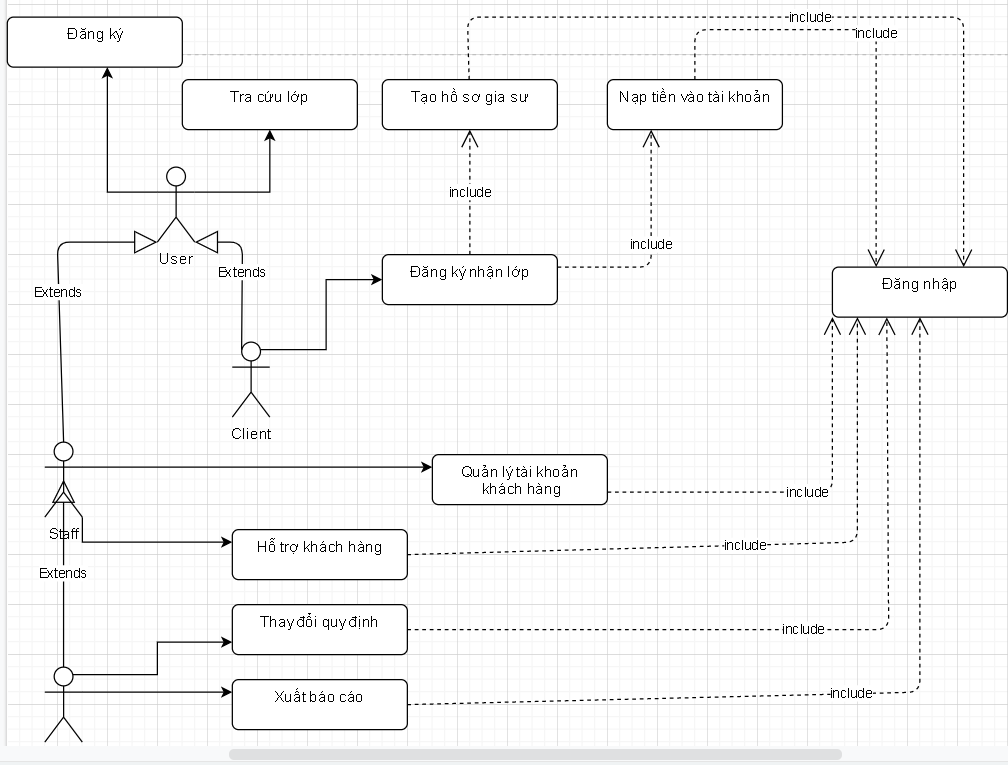 include
include
Đăng ký
Tra cứu lớp
Tạo hồ sơ gia sư
Nạp tiền vào tài khoản
include
include
User
Extends
Đăng ký nhận lớp
Đăng nhập
Extends
Client
Quản lý tài khoản
khách hàng
include
Staff
Hỗ trợ khách hàng
include
Extends
Thay đổi quy định
include
Xuất báo cáo
include